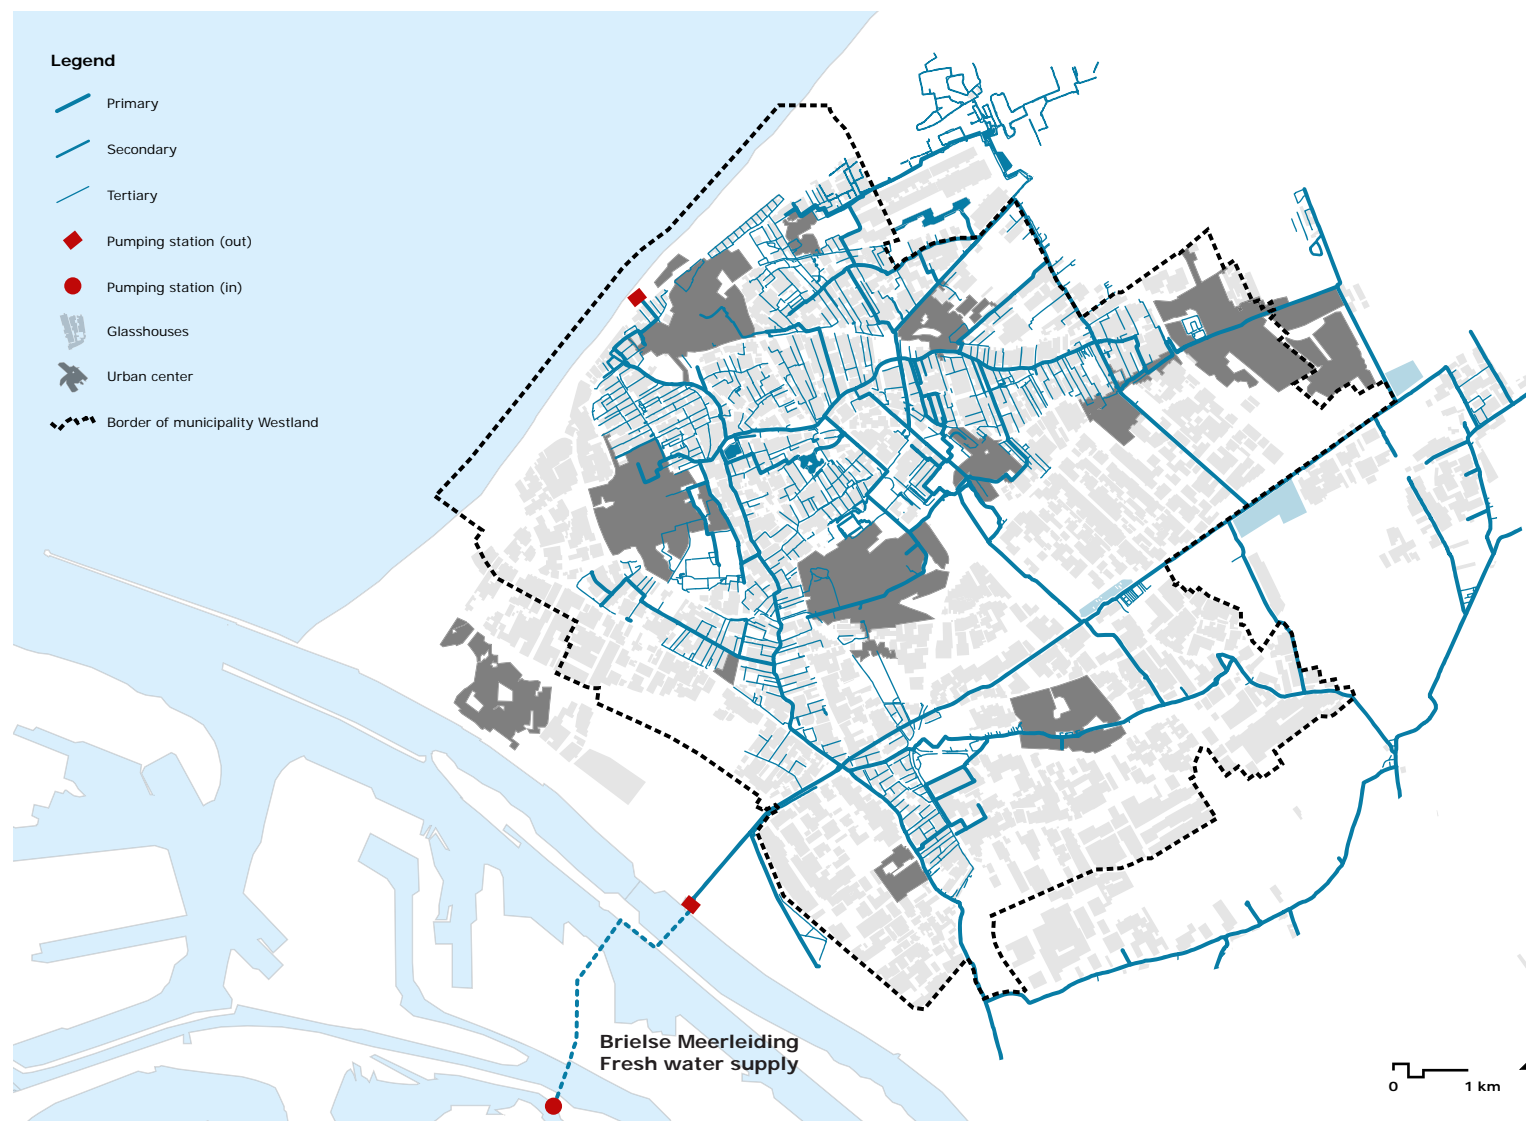 Legend
Primary
Secondary
Tertiary
Pumping station (out)
Pumping station (in)
Glasshouses
Urban center
Border of municipality Westland
Brielse Meerleiding
Fresh water supply
0 1 km